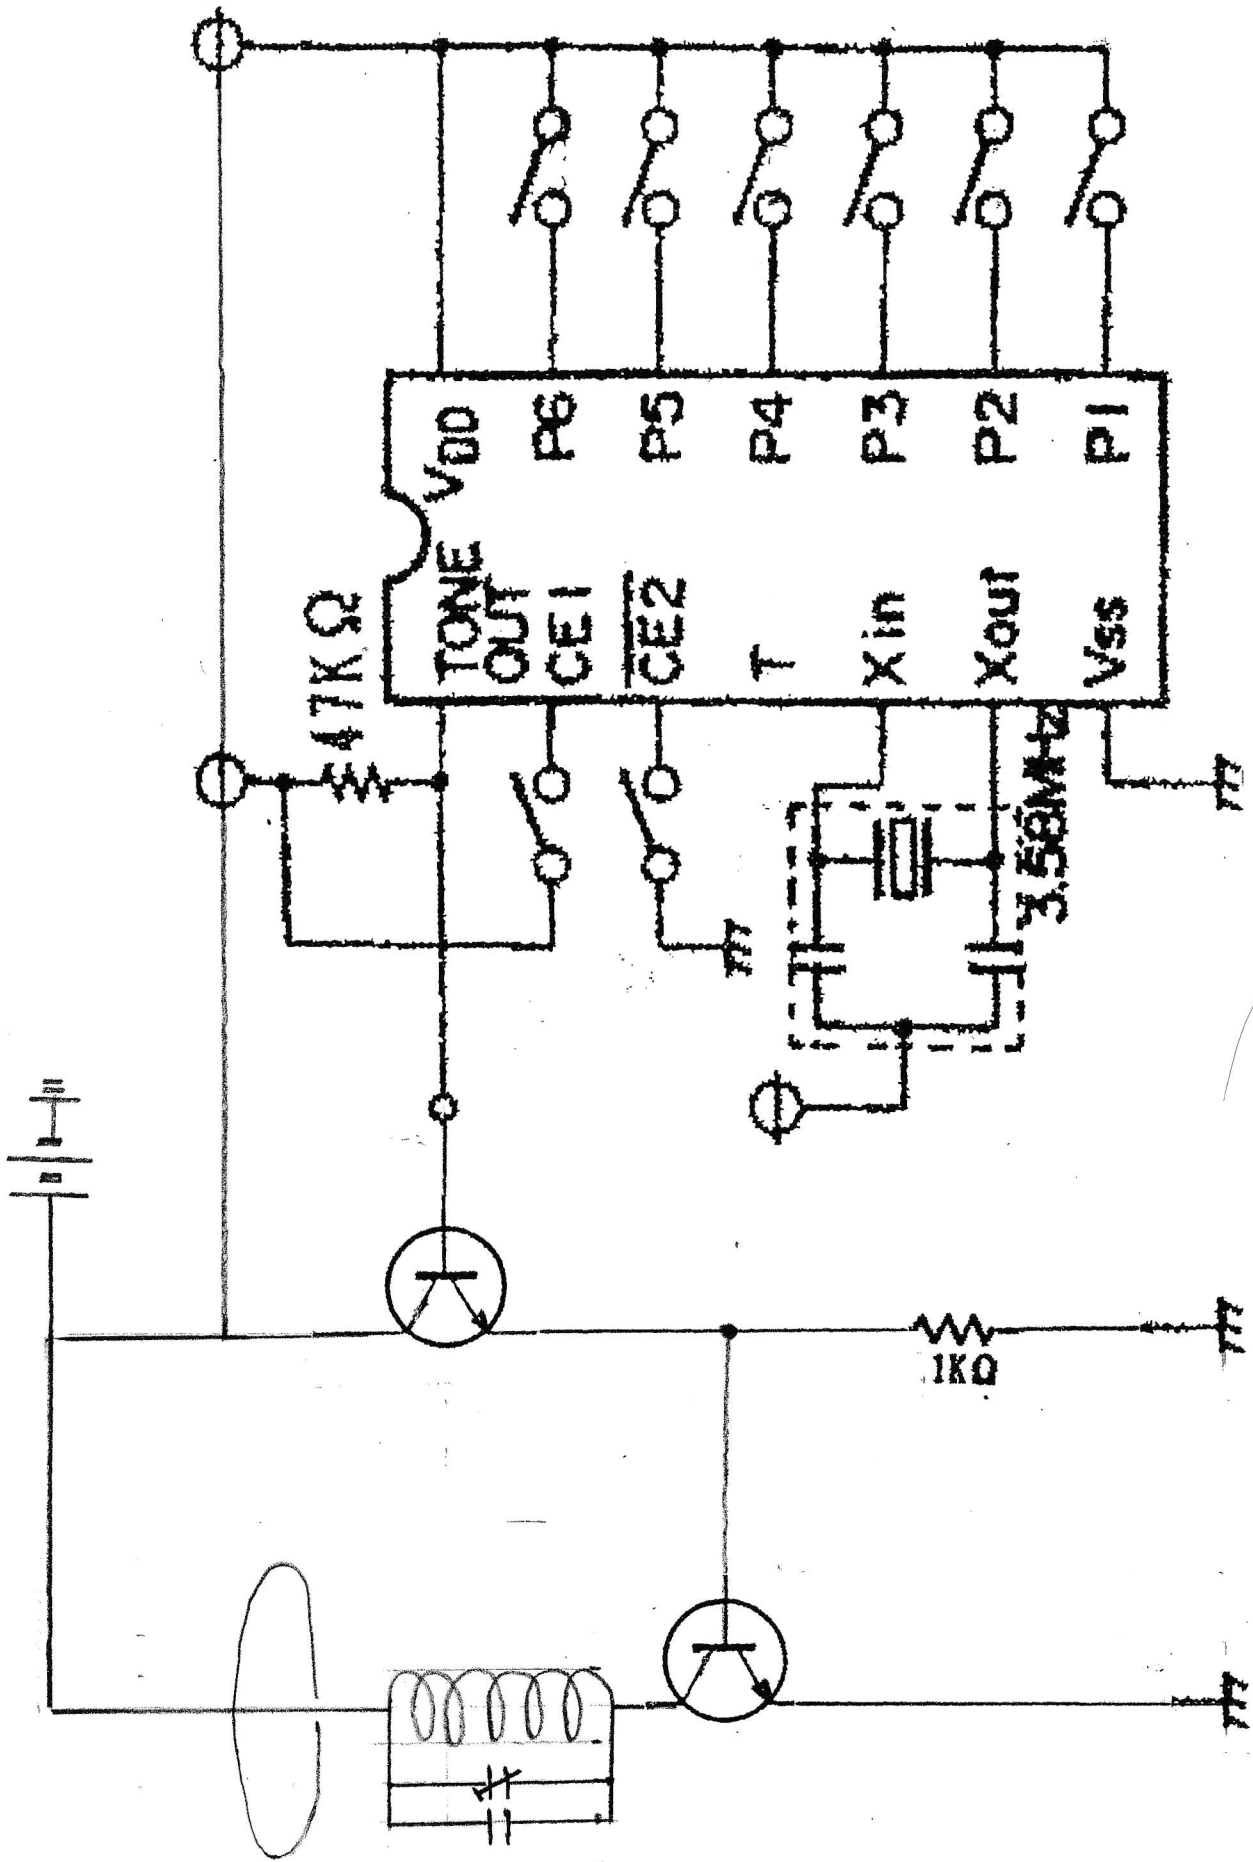 47KΩ
VDD
P6
P5
P4
P3
P2
P1
TONE
OUT
CE1
CE2
T
Xin
Xout
Vss
3.58MHz
1KΩ